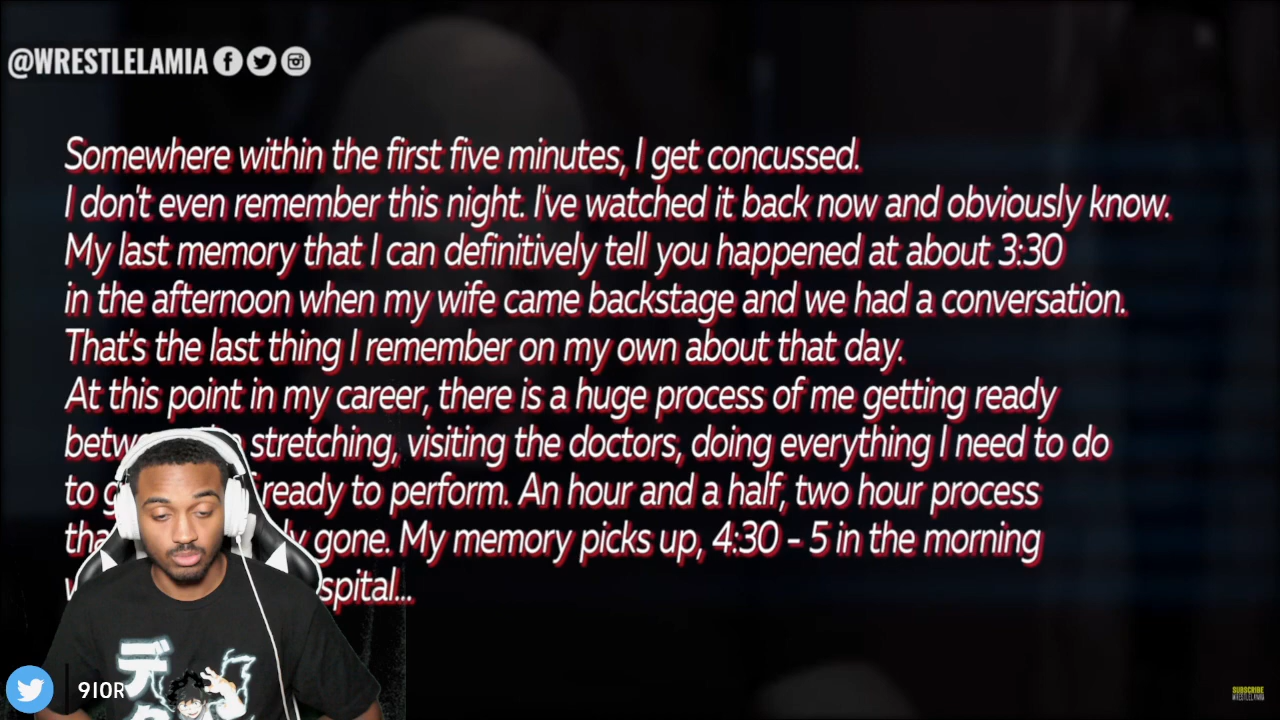 @WRESTLELAMIA
Somewhere within the first five minutes, I get concussed.
I don't even remember this night. I've watched it back now and obviously know.
My last memory that I can definitively tell you happened at about 3:30
in the afternoon when my wife came backstage and we had a conversation.
That's the last thing I remember on my own about that day.
At this point in my career, there is a huge process of me getting ready
stretching, visiting the doctors, doing everything I need to do
to ready to perform. An hour and a half, two hour process
gone. My memory picks up, 4:30 - 5 in the morning
デ
SUBSCRIBE
WRESTLELAMIA